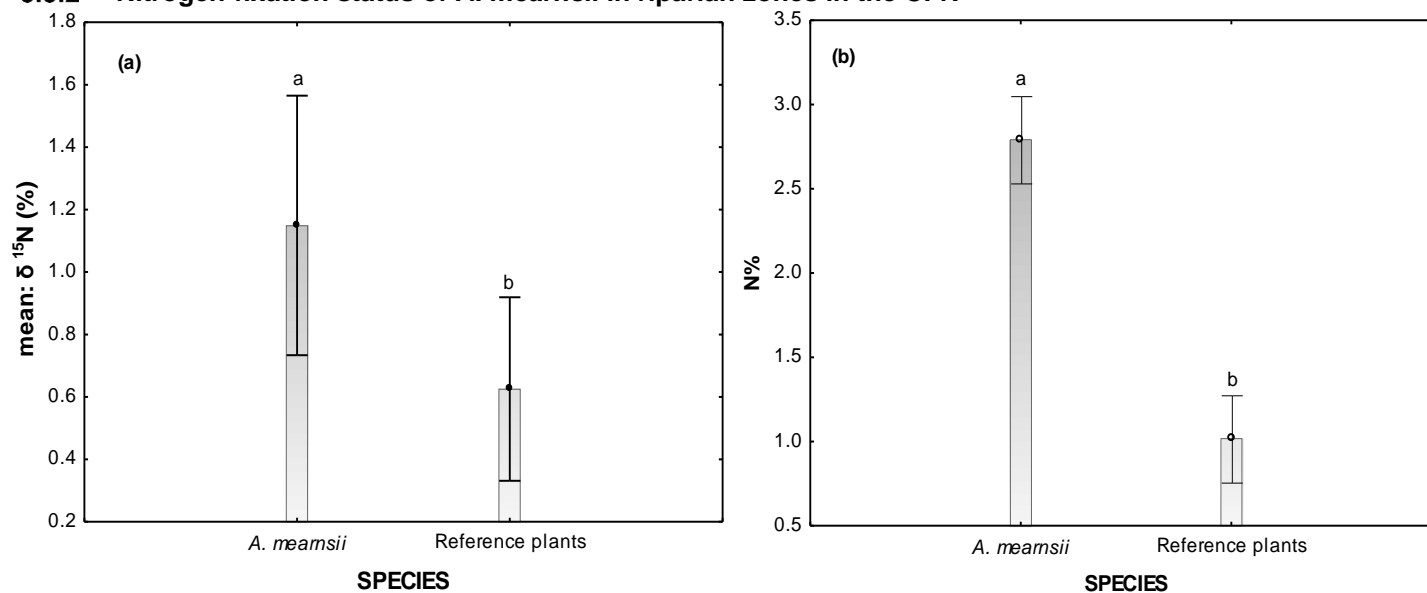 Nitrogen fixation status of A. mearnsii in riparian zones in the
(a)
1.8
1.6
1.4
1.2
1.0
0.8
0.6
0.4
0.2
mean: δ ¹⁵N (%)
a
b
A. mearnsii
Reference plants
SPECIES
(b)
3.5
3.0
2.5
2.0
1.5
1.0
0.5
N%
a
b
A. mearnsii
Reference plants
SPECIES